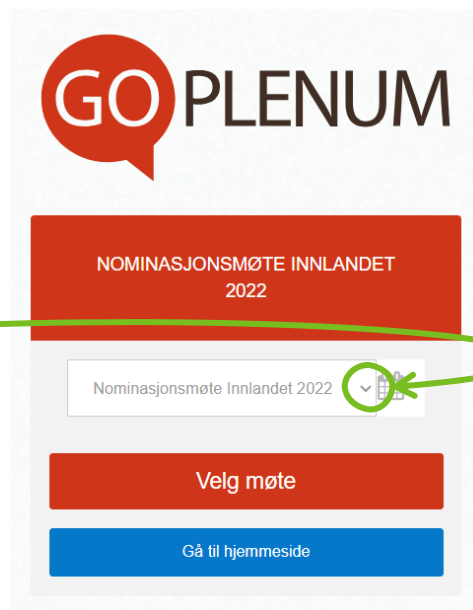 GO PLENUM
NOMINASJONSMØTE INNLANDET
2022
Nominasjonsmøte Innlandet 2022
Velg møte
Gå til hjemmeside